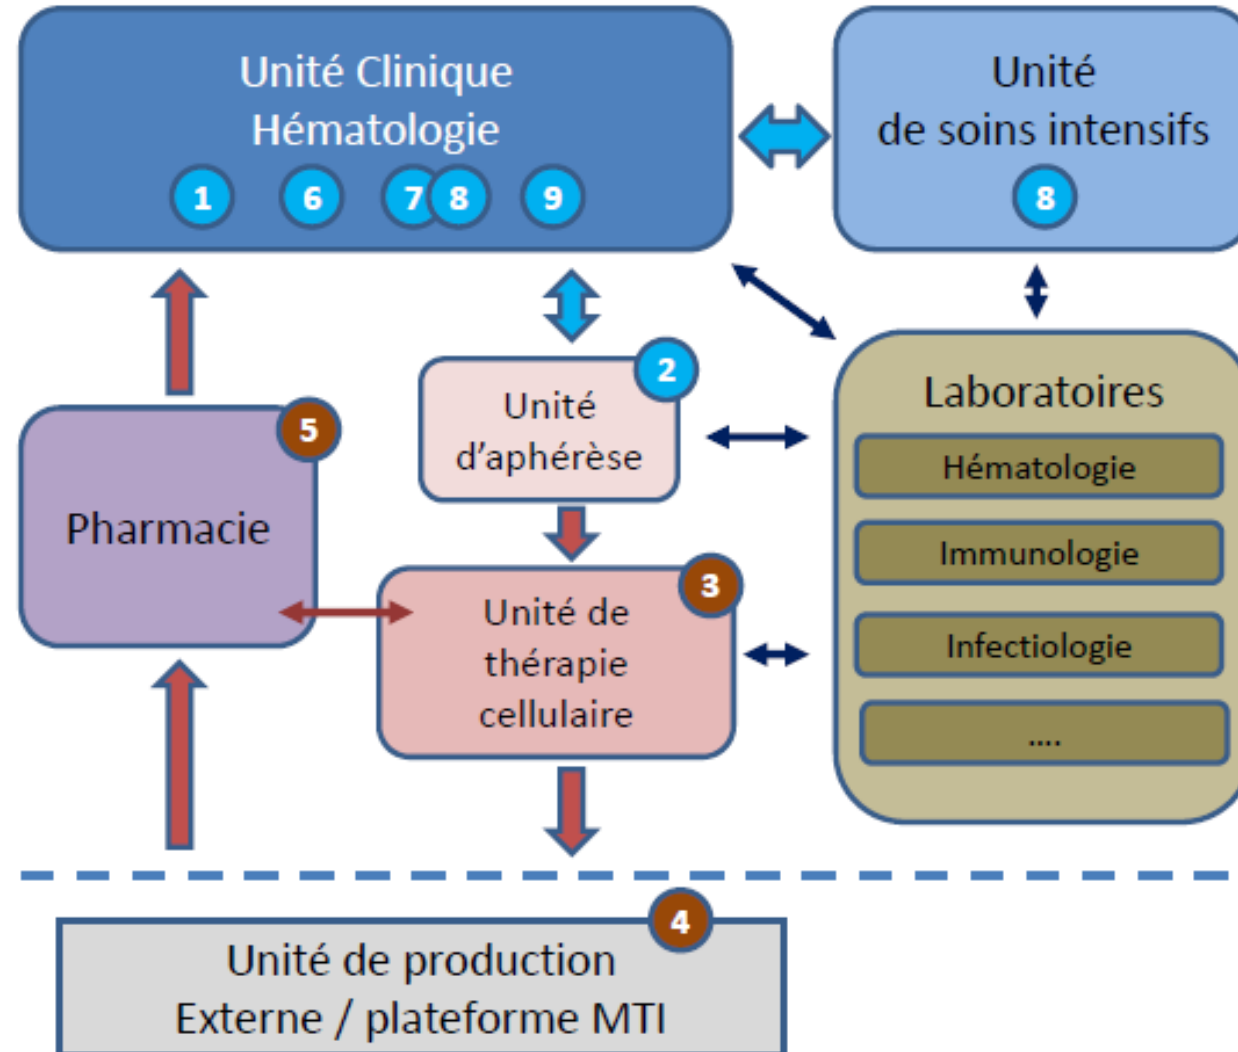 Unité Clinique
Hématologie
1 6 7 8 9
Unité
de soins intensifs
8
2
Unité
d'aphérèse
5
Pharmacie
3
Unité de
thérapie
cellulaire
Laboratoires
Hématologie
Immunologie
Infectiologie
....
4
Unité de production
Externe / plateforme MTI